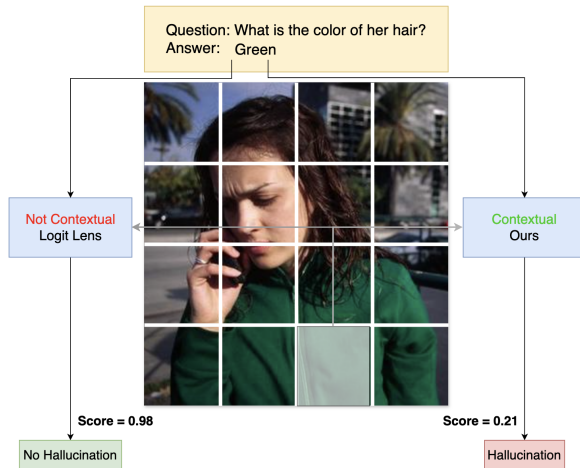 Question: What is the color of her hair?
Answer: Green
Not Contextual
Logit Lens
Contextual
Ours
Score = 0.98
Score = 0.21
No Hallucination
Hallucination